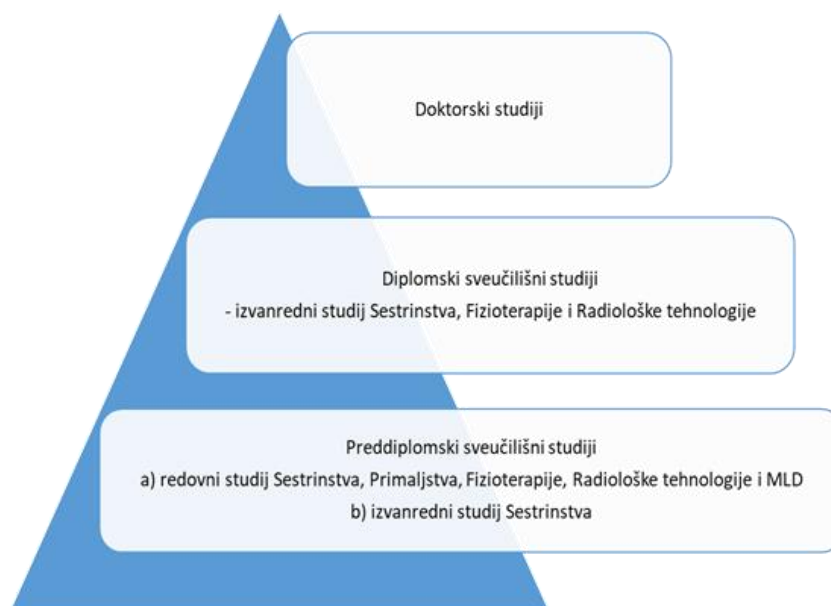 Doktorski studiji
Diplomski sveučilišni studiji
- izvanredni studij Sestrinstva, Fizioterapije i Radiološke tehnologije
Preddiplomski sveučilišni studiji
a) redovni studij Sestrinstva, Primaljstva, Fizioterapije, Radiološke tehnologije i MLD
b) izvanredni studij Sestrinstva